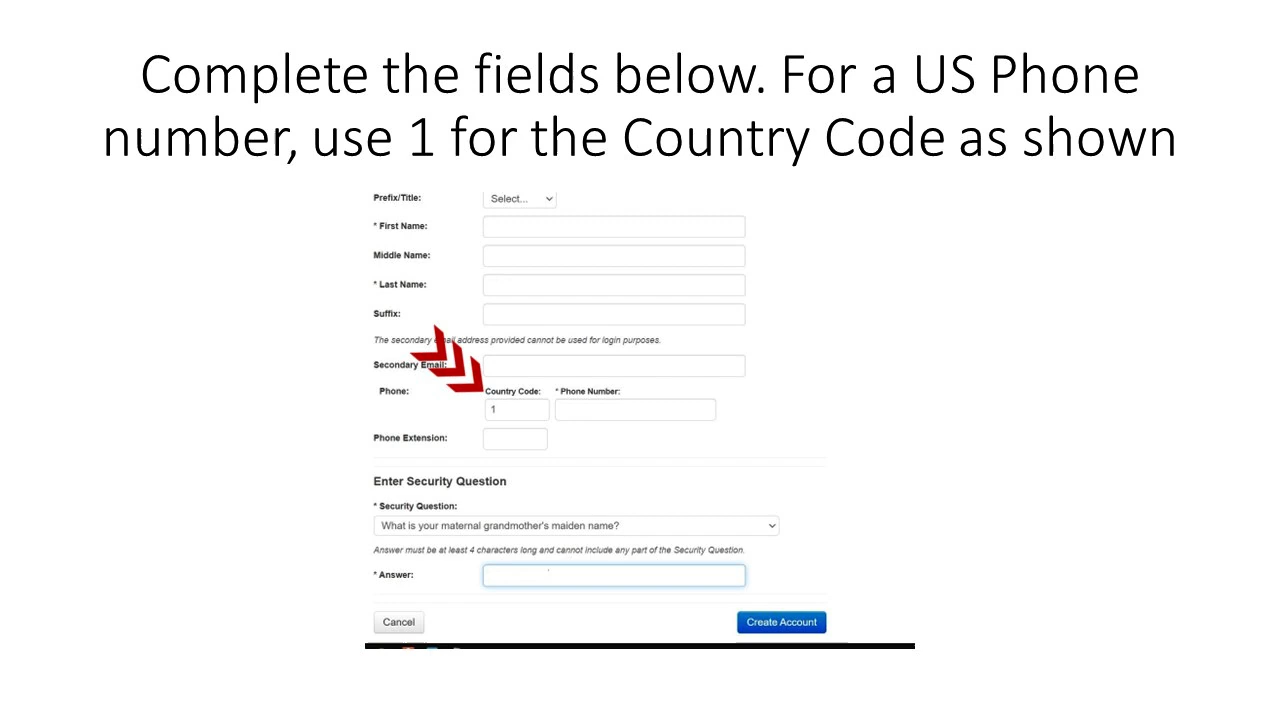 Complete the fields below. For a US Phone
number, use 1 for the Country Code as shown
Prefix/Title: Select...
* First Name:
Middle Name:
* Last Name:
Suffix:
The secondary email address provided cannot be used for login purposes.
Secondary Email:
Phone: Country Code: * Phone Number:
1
Phone Extension:
Enter Security Question
* Security Question:
What is your maternal grandmother's maiden name?
Answer must be at least 4 characters long and cannot include any part of the Security Question.
* Answer:
Cancel Create Account